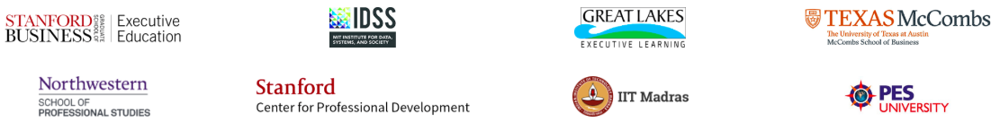 STANFORD
BUSINESS
GRADUATE
SCHOOL OF
Executive
Education
IDSS
MIT INSTITUTE FOR DATA,
SYSTEMS, AND SOCIETY
GREAT LAKES
EXECUTIVE LEARNING
TEXAS McCombs
The University of Texas at Austin
McCombs School of Business
Northwestern
SCHOOL OF
PROFESSIONAL STUDIES
Stanford
Center for Professional Development
IIT Madras
PES
UNIVERSITY